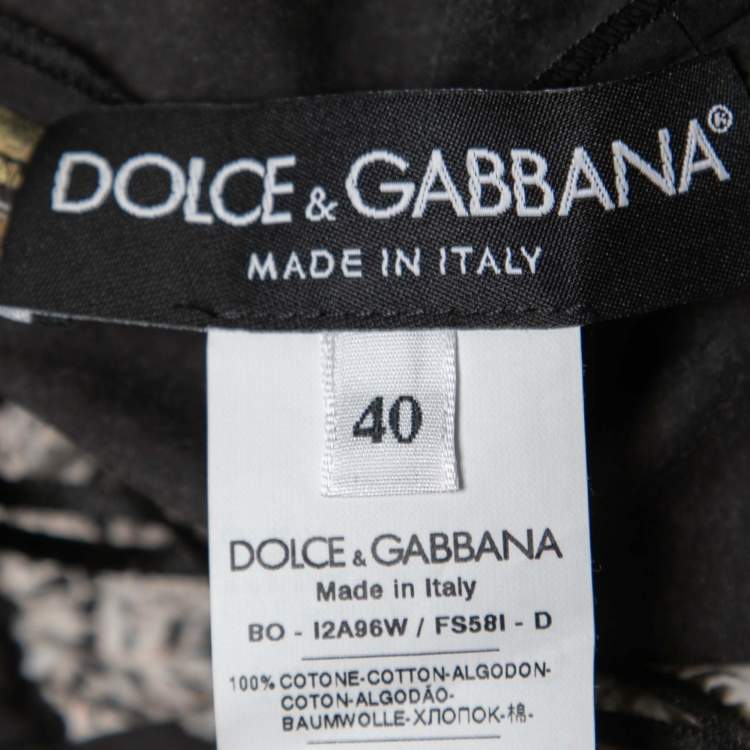 DOLCE & GABBANA®
MADE IN ITALY
40
DOLCE & GABBANA
Made in Italy
BO - I2A96W / FS58I - D
100% COTONE-COTTON-ALGODON-
COTON-ALGODÃO-
BAUMWOLLE-ХЛОПОК-棉-